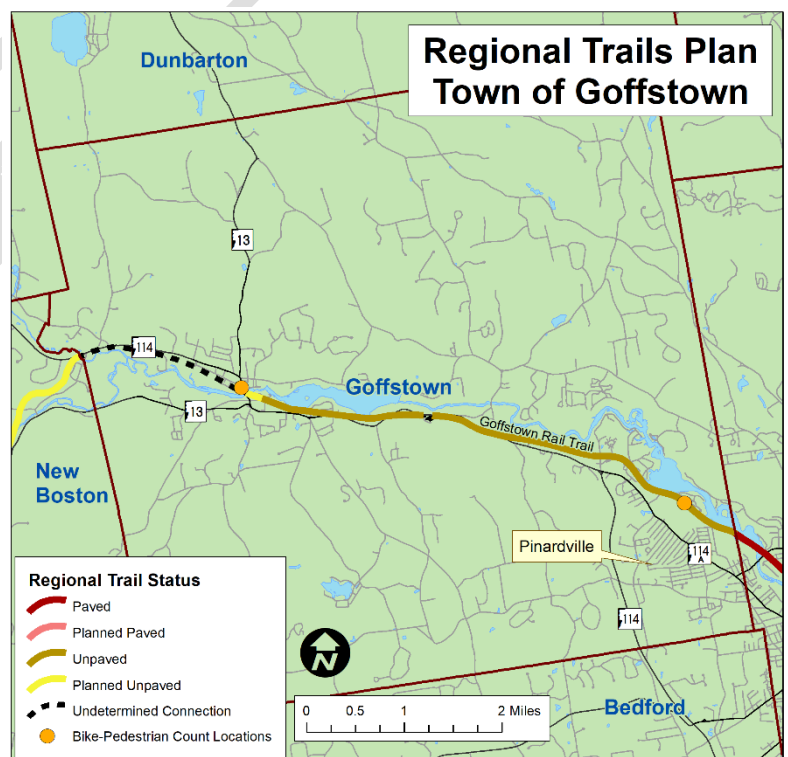 Regional Trails Plan
Town of Goffstown
Dunbarton
13
114
Goffstown
13
Goffstown Rail Trail
New
Boston
Pinardville
114
A
114
Bedford
Regional Trail Status
Paved
Planned Paved
Unpaved
Planned Unpaved
Undetermined Connection
Bike-Pedestrian Count Locations
N
0 0.5 1 2 Miles